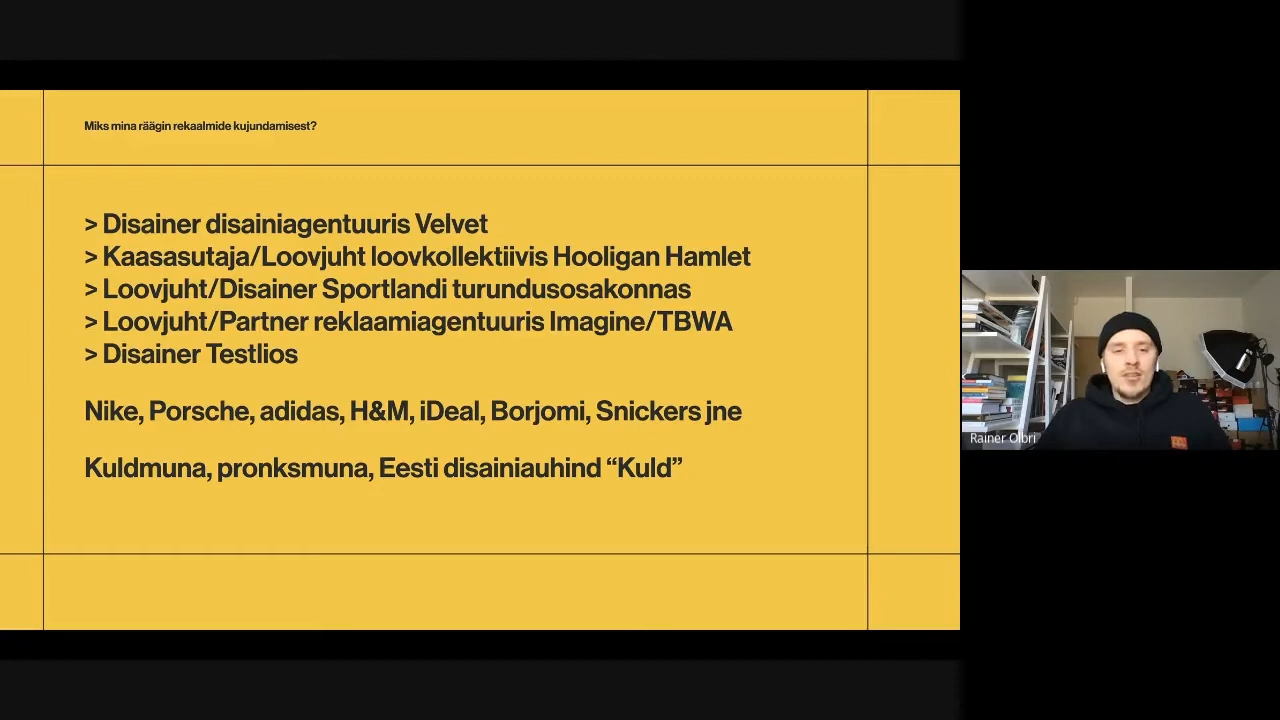 Miks mina räägin rekaalmide kujundamisest?
> Disainer disainiagentuuris Velvet
> Kaasasutaja/Loovjuht loovkollektiivis Hooligan Hamlet
> Loovjuht/Disainer Sportlandi turundusosakonnas
> Loovjuht/Partner reklaamiagentuuris Imagine/TBWA
> Disainer Testlios
Nike, Porsche, adidas, H&M, iDeal, Borjomi, Snickers jne
Kuldmuna, pronksmuna, Eesti disainiauhind “Kuld”
Rainer Olbri